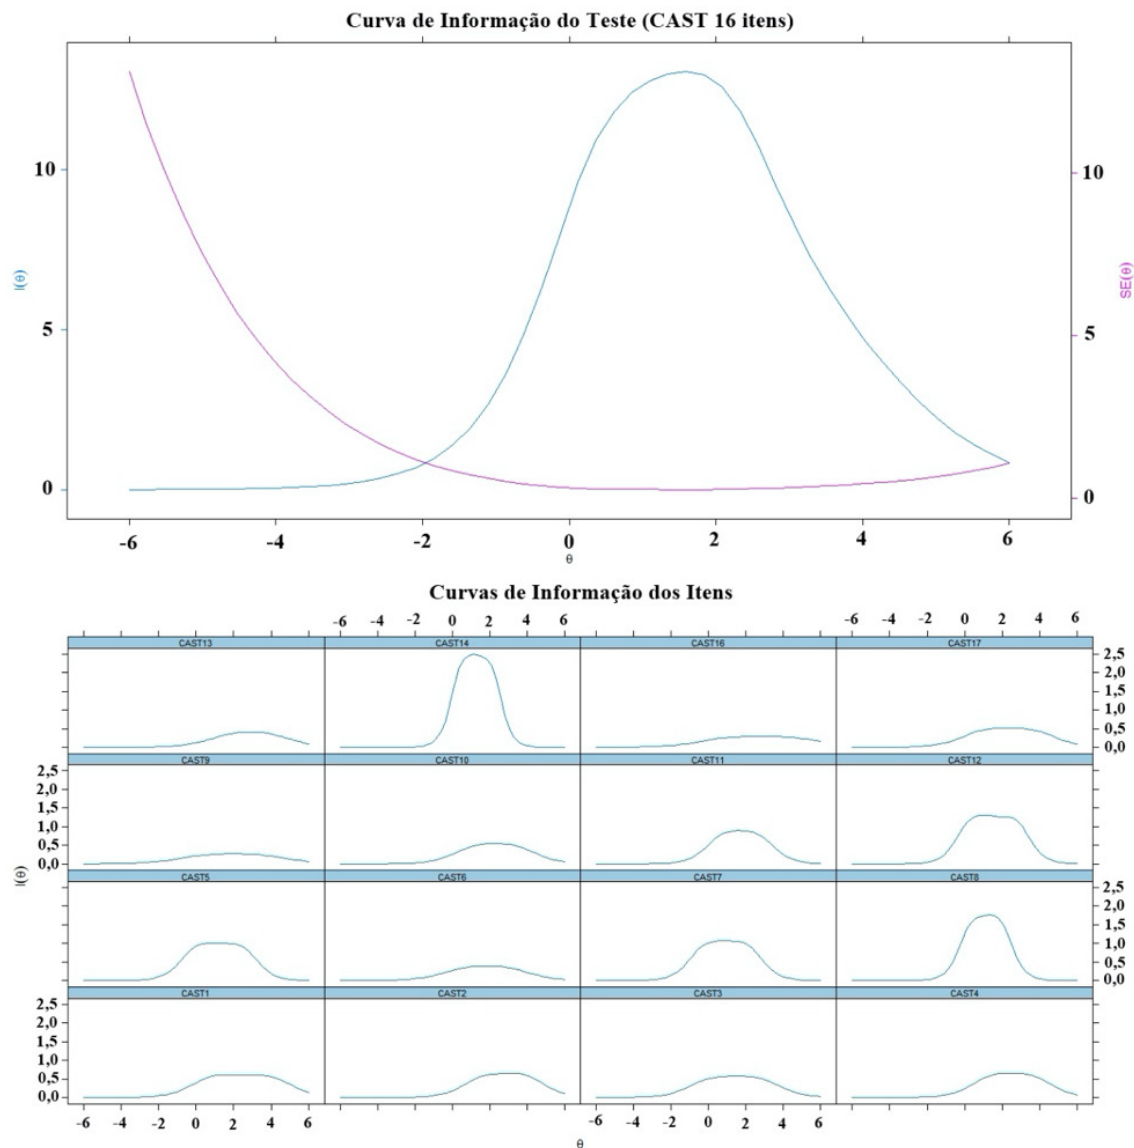 Curva de Informação do Teste (CAST 16 itens)
10
5
0
I(θ)
10
5
0
SE(θ)
-6 -4 -2 0 2 4 6
θ
Curvas de Informação dos Itens
-6 -4 -2 0 2 4 6
-6 -4 -2 0 2 4 6
CAST13 CAST14 CAST16 CAST17
2,5
2,0
1,5
1,0
0,5
0,0
CAST9 CAST10 CAST11 CAST12
2,5
2,0
1,5
1,0
0,5
0,0
I(θ)
CAST5 CAST6 CAST7 CAST8
2,5
2,0
1,5
1,0
0,5
0,0
CAST1 CAST2 CAST3 CAST4
2,5
2,0
1,5
1,0
0,5
0,0
-6 -4 -2 0 2 4 6
-6 -4 -2 0 2 4 6
θ